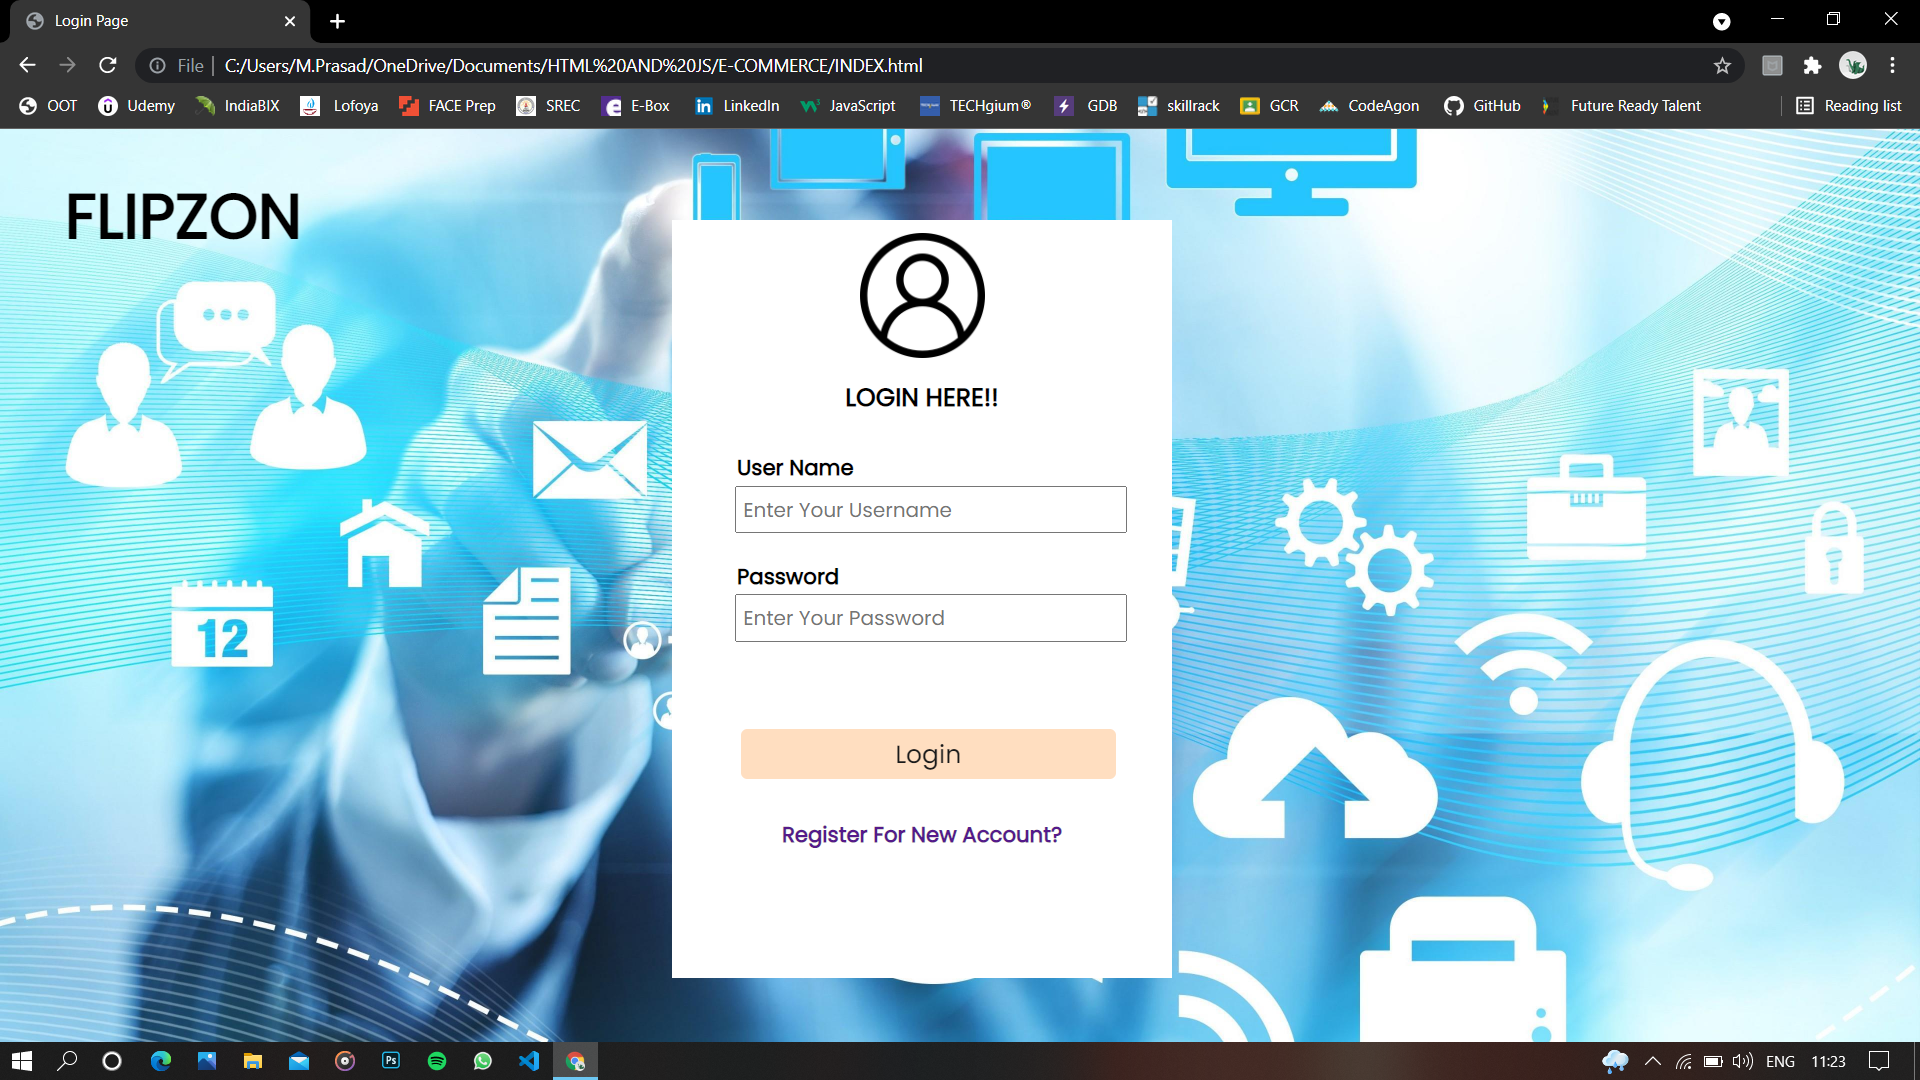 Login Page
File
C:/Users/M.Prasad/OneDrive/Documents/HTML%20AND%20JS/E-COMMERCE/INDEX.html
OOT Udemy IndiaBIX Lofoya FACE Prep SREC E-Box LinkedIn JavaScript TECHgium® GDB skillrack GCR CodeAgon GitHub Future Ready Talent Reading list
FLIPZON
LOGIN HERE!!
User Name
Enter Your Username
Password
Enter Your Password
12
Login
Register For New Account?
Ps
ENG 11:23